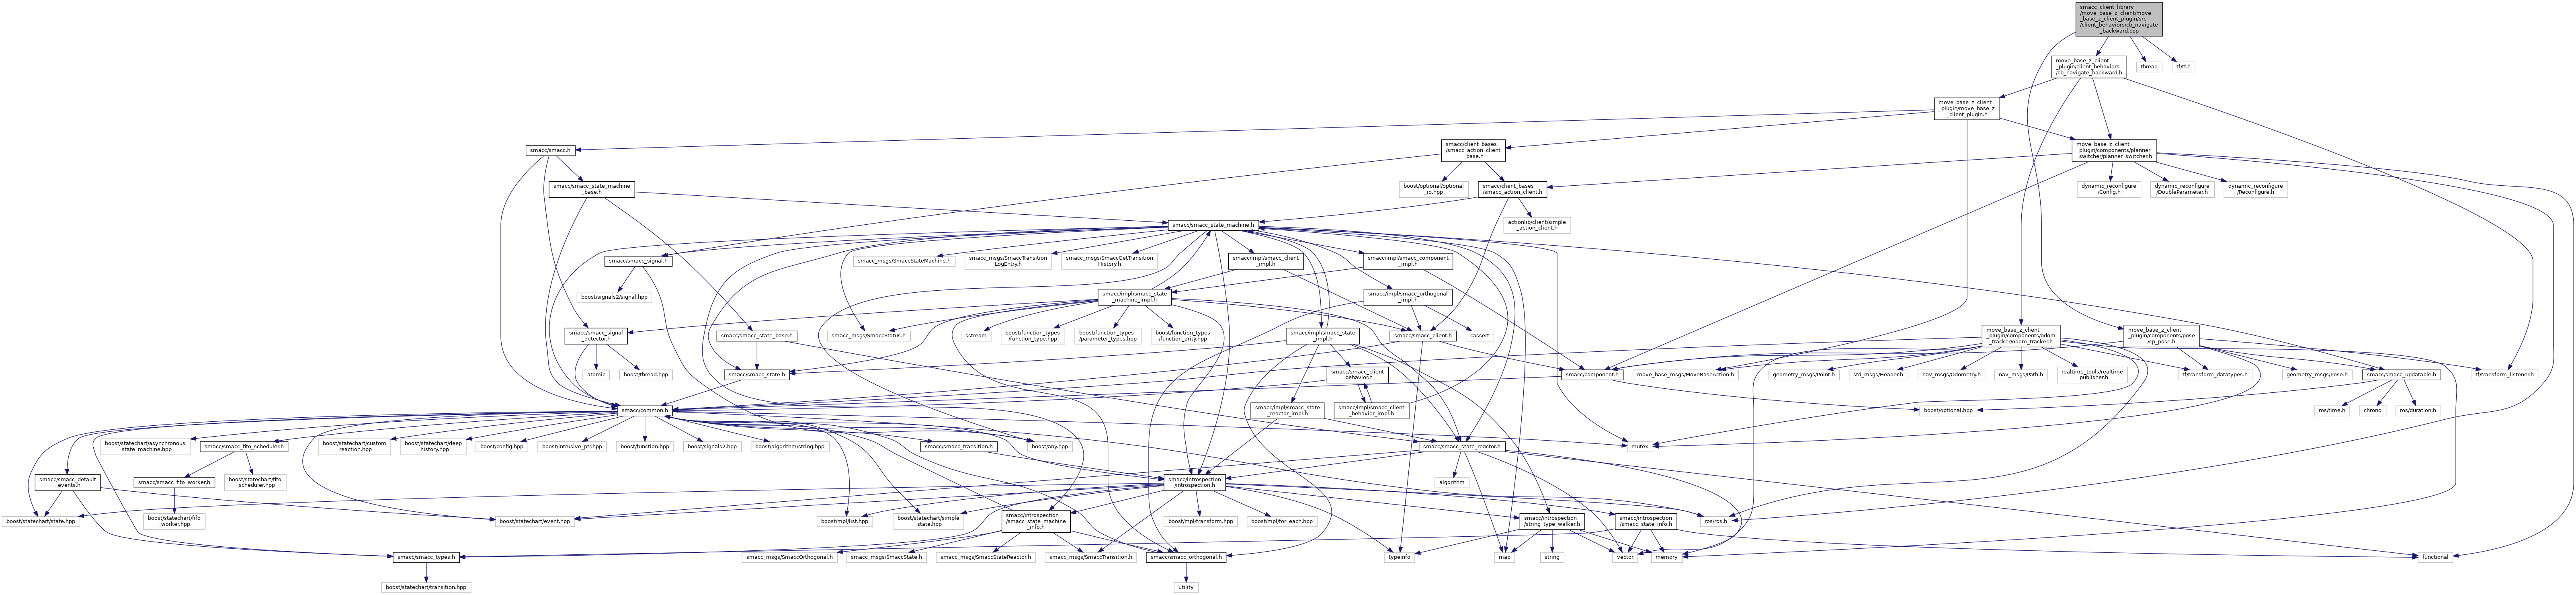 smacc_client_library
/move_base_z_client/move
_base_z_client_plugin/src
/client_behaviors/cb_navigate
_backward.cpp
move_base_z_client
_plugin/client_behaviors
/cb_navigate_backward.h
thread
tf/tf.h
move_base_z_client
_plugin/move_base_z
_client_plugin.h
smacc/smacc.h
smacc/client_bases
/smacc_action_client
_base.h
move_base_z_client
_plugin/components/planner
_switcher/planner_switcher.h
smacc/smacc_state_machine
_base.h
boost/optional/optional
_io.hpp
smacc/client_bases
/smacc_action_client.h
dynamic_reconfigure
/Config.h
dynamic_reconfigure
/DoubleParameter.h
dynamic_reconfigure
/Reconfigure.h
smacc/smacc_state_machine.h
actionlib/client/simple
_action_client.h
smacc/smacc_signal.h
smacc_msgs/SmaccStateMachine.h
smacc_msgs/SmaccTransition
LogEntry.h
smacc_msgs/SmaccGetTransition
History.h
smacc/impl/smacc_client
_impl.h
smacc/impl/smacc_component
_impl.h
boost/signals2/signal.hpp
smacc/impl/smacc_state
_machine_impl.h
smacc/impl/smacc_orthogonal
_impl.h
smacc/smacc_signal
_detector.h
smacc/smacc_state_base.h
smacc_msgs/SmaccStatus.h
sstream
boost/function_types
/function_type.hpp
boost/function_types
/parameter_types.hpp
boost/function_types
/function_arity.hpp
smacc/impl/smacc_state
_impl.h
smacc/smacc_client.h
cassert
move_base_z_client
_plugin/components/odom
_tracker/odom_tracker.h
move_base_z_client
_plugin/components/pose
/cp_pose.h
atomic
boost/thread.hpp
smacc/smacc_state.h
smacc/smacc_client
_behavior.h
smacc/component.h
move_base_msgs/MoveBaseAction.h
geometry_msgs/Point.h
std_msgs/Header.h
nav_msgs/Odometry.h
nav_msgs/Path.h
realtime_tools/realtime
_publisher.h
tf/transform_datatypes.h
geometry_msgs/Pose.h
smacc/smacc_updatable.h
tf/transform_listener.h
smacc/common.h
smacc/impl/smacc_state
_reactor_impl.h
smacc/impl/smacc_client
_behavior_impl.h
boost/optional.hpp
ros/time.h
chrono
ros/duration.h
boost/statechart/asynchronous
_state_machine.hpp
smacc/smacc_fifo_scheduler.h
boost/statechart/custom
_reaction.hpp
boost/statechart/deep
_history.hpp
boost/config.hpp
boost/intrusive_ptr.hpp
boost/function.hpp
boost/signals2.hpp
boost/algorithm/string.hpp
smacc/smacc_transition.h
boost/any.hpp
smacc/smacc_state_reactor.h
mutex
smacc/smacc_default
_events.h
smacc/smacc_fifo_worker.h
boost/statechart/fifo
_scheduler.hpp
smacc/introspection
/introspection.h
algorithm
boost/statechart/state.hpp
boost/statechart/fifo
_worker.hpp
boost/statechart/event.hpp
boost/mpl/list.hpp
boost/statechart/simple
_state.hpp
smacc/introspection
/smacc_state_machine
_info.h
boost/mpl/transform.hpp
boost/mpl/for_each.hpp
smacc/introspection
/string_type_walker.h
smacc/introspection
/smacc_state_info.h
ros/ros.h
smacc/smacc_types.h
smacc_msgs/SmaccOrthogonal.h
smacc_msgs/SmaccState.h
smacc_msgs/SmaccStateReactor.h
smacc_msgs/SmaccTransition.h
smacc/smacc_orthogonal.h
typeinfo
map
string
vector
memory
functional
boost/statechart/transition.hpp
utility